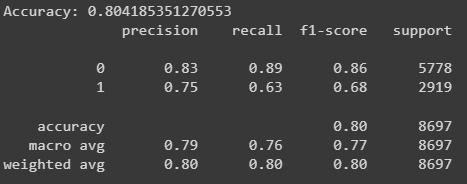 Accuracy: 0.804185351270553
precision recall f1-score support
0 0.83 0.89 0.86 5778
1 0.75 0.63 0.68 2919
accuracy 0.80 8697
macro avg 0.79 0.76 0.77 8697
weighted avg 0.80 0.80 0.80 8697